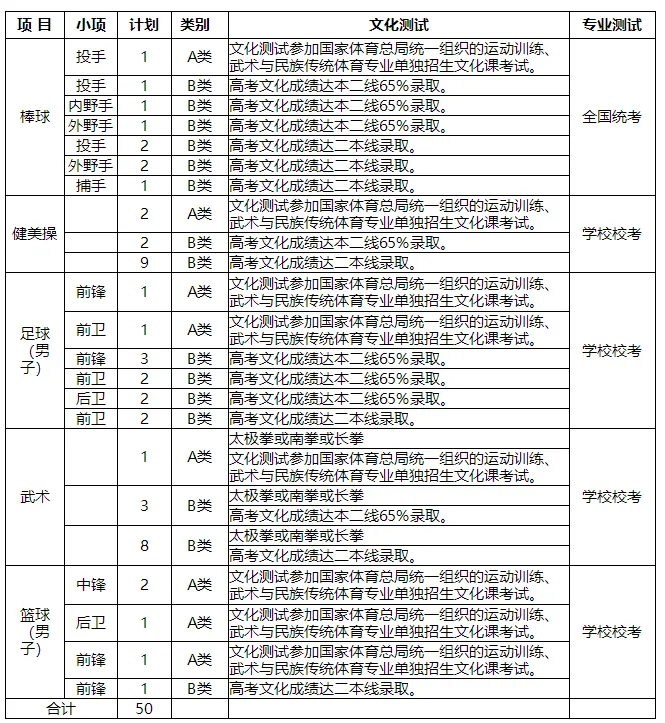 项 目 小项 计划 类别 文化测试 专业测试
棒球 投手 1 A类 文化测试参加国家体育总局统一组织的运动训练、
武术与民族传统体育专业单独招生文化课考试。 全国统考
投手 1 B类 高考文化成绩达本二线65%录取。
内野手 1 B类 高考文化成绩达本二线65%录取。
外野手 1 B类 高考文化成绩达本二线65%录取。
投手 2 B类 高考文化成绩达二本线录取。
外野手 2 B类 高考文化成绩达二本线录取。
捕手 1 B类 高考文化成绩达二本线录取。
健美操 2 A类 文化测试参加国家体育总局统一组织的运动训练、
武术与民族传统体育专业单独招生文化课考试。 学校校考
2 B类 高考文化成绩达本二线65%录取。
9 B类 高考文化成绩达二本线录取。
足球
（男
子） 前锋 1 A类 文化测试参加国家体育总局统一组织的运动训练、
武术与民族传统体育专业单独招生文化课考试。 学校校考
前卫 1 A类 文化测试参加国家体育总局统一组织的运动训练、
武术与民族传统体育专业单独招生文化课考试。
前锋 3 B类 高考文化成绩达本二线65%录取。
前卫 2 B类 高考文化成绩达本二线65%录取。
后卫 2 B类 高考文化成绩达本二线65%录取。
前卫 2 B类 高考文化成绩达二本线录取。
武术 1 A类 太极拳或南拳或长拳
文化测试参加国家体育总局统一组织的运动训练、
武术与民族传统体育专业单独招生文化课考试。 学校校考
3 B类 太极拳或南拳或长拳
高考文化成绩达本二线65%录取。
8 B类 太极拳或南拳或长拳
高考文化成绩达二本线录取。
篮球
（男
子） 中锋 2 A类 文化测试参加国家体育总局统一组织的运动训练、
武术与民族传统体育专业单独招生文化课考试。 学校校考
后卫 1 A类 文化测试参加国家体育总局统一组织的运动训练、
武术与民族传统体育专业单独招生文化课考试。
前锋 1 A类 文化测试参加国家体育总局统一组织的运动训练、
武术与民族传统体育专业单独招生文化课考试。
前锋 1 B类 高考文化成绩达二本线录取。
合计 50